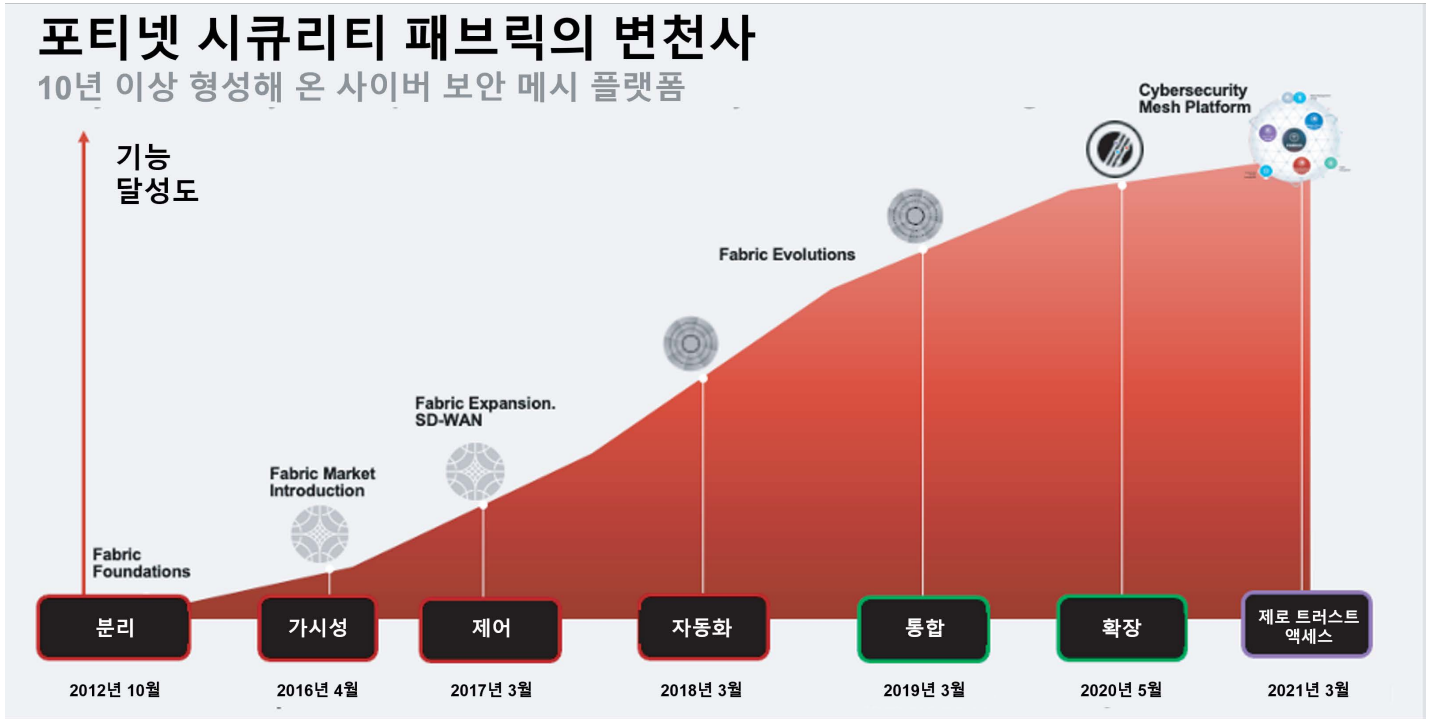 포티넷 시큐리티 패브릭의 변천사
10년 이상 형성해 온 사이버 보안 메시 플랫폼
기능
달성도
Cybersecurity
Mesh Platform
Fabric Evolutions
Fabric Expansion.
SD-WAN
Fabric Market
Introduction
Fabric
Foundations
분리
가시성
제어
자동화
통합
확장
제로 트러스트
액세스
2012년 10월
2016년 4월
2017년 3월
2018년 3월
2019년 3월
2020년 5월
2021년 3월